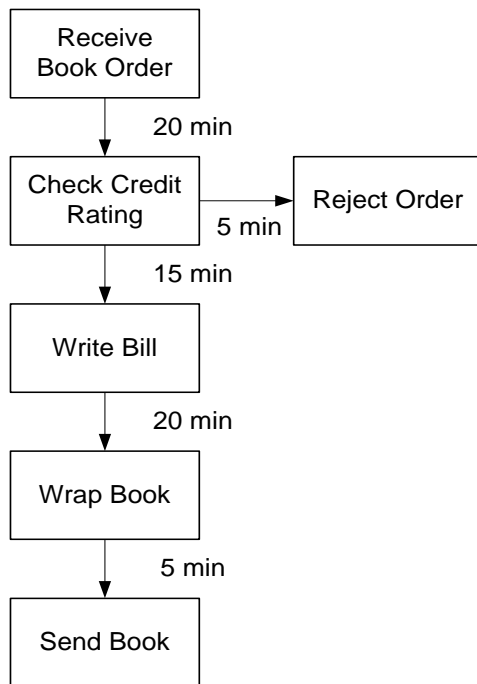 Receive
Book Order
20 min
Check Credit
Rating
5 min
Reject Order
15 min
Write Bill
20 min
Wrap Book
5 min
Send Book